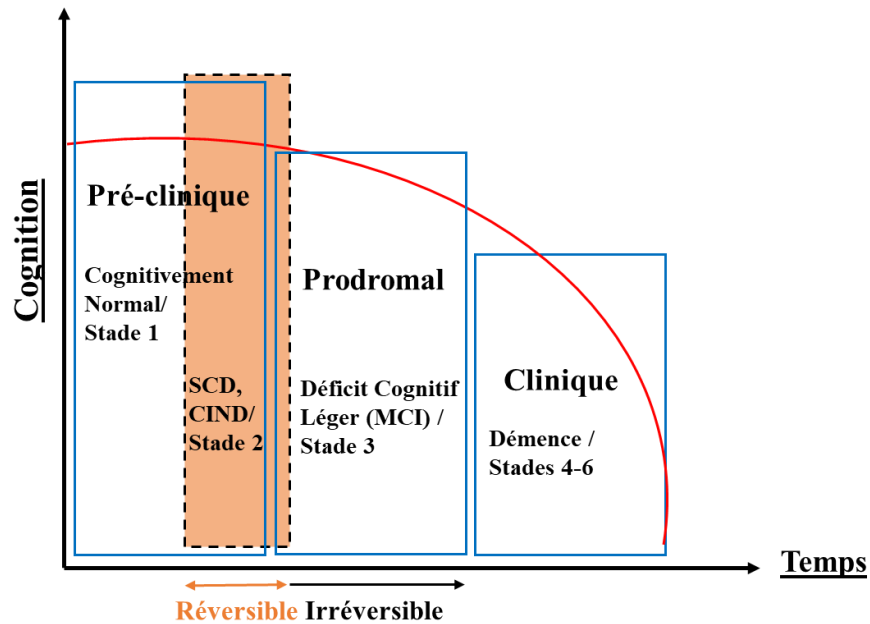 Cognition
Pré-clinique
Cognitivement
Normal/
Stade 1
SCD,
CIND/
Stade 2
Prodromal
Déficit Cognitif
Léger (MCI) /
Stade 3
Clinique
Démence /
Stades 4-6
Temps
Réversible Irréversible